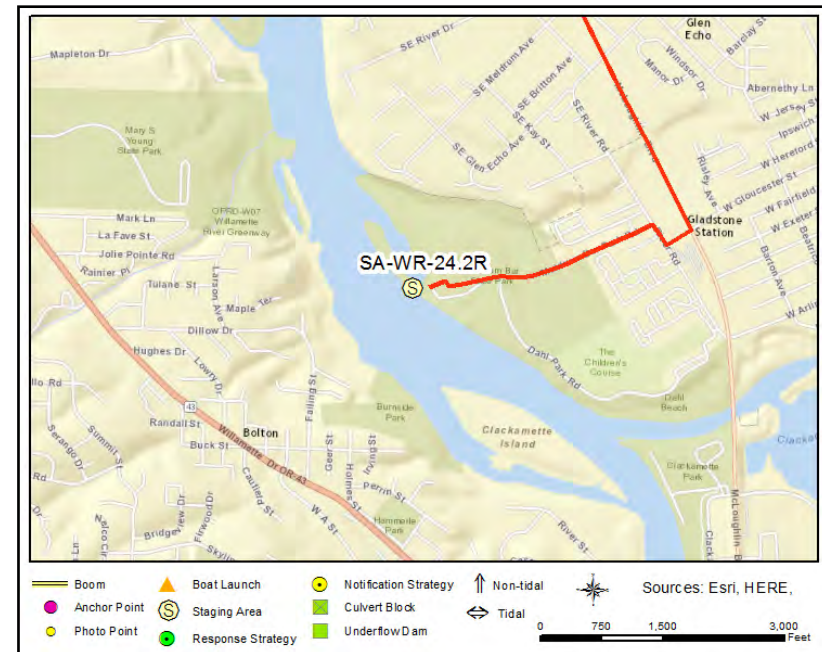 Glen
Echo
Mapleton Dr
SE River Dr
SE Meldrum Ave
SE Britton Ave
Windsor Dr
Manor Dr
Barclay St
Abernethy Ln
Mary S
Young
State Park
SE Glen Echo Ave
SE Kay St
SE River Rd
McLoughlin Blvd
W Jersey St
Ipswich
W Hereford
Risley Ave
W Gloucester St
W Fairfield
W Exeter St
Mark Ln
OPRD-W07
Willamette
River Greenway
La Fave St
Jolie Pointe Rd
Rainier Pl
Gladstone
Station
Barton Ave
Beatric
SA-WR-24.2R
S
Tulane St
Larson Ave
Maple Ter
W Arlin
Dillow Dr
Dahl Park Rd
The
Children's
Course
Hughes Dr
Lowry Dr
Failing St
Dahl
Beach
llo Rd
43
Burnside
Park
Randall St
Bolton
Clackamette
Island
Buck St
Serango Dr
Summit St
Willamette Dr OR 43
Geer St
Holmes St
Irving St
Perrin St
Clackamette
Park
Cautield St
W A St
Hammerle
Park
River St
Firwood Dr
Skyli
Boom
Boat Launch
Notification Strategy
Non-tidal
Sources: Esri, HERE,
Anchor Point
S
Staging Area
Culvert Block
Tidal
Photo Point
Response Strategy
Underflow Dam
0 750 1,500 3,000
Feet